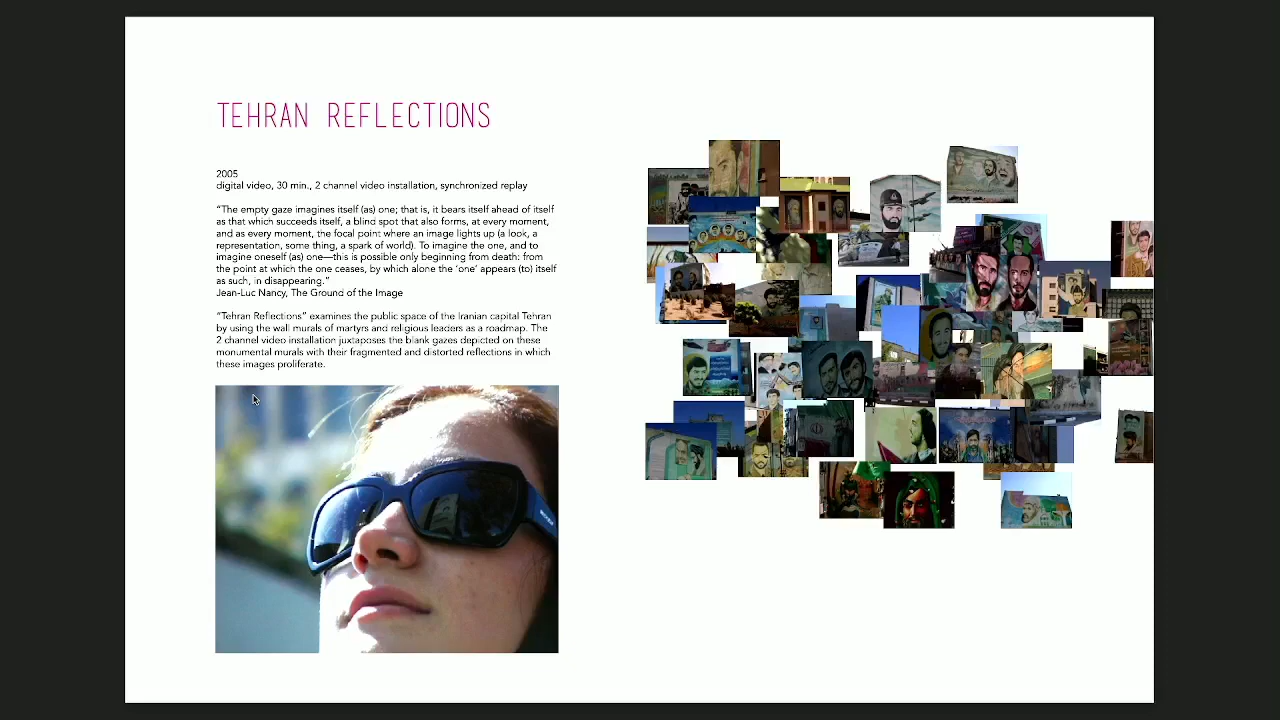 TEHRAN REFLECTIONS
2005
digital video, 30 min., 2 channel video installation, synchronized replay
“The empty gaze imagines itself (as) one; that is, it bears itself ahead of itself
as that which succeeds itself, a blind spot that also forms, at every moment,
and as every moment, the focal point where an image lights up (a look, a
representation, some thing, a spark of world). To imagine the one, and to
imagine oneself (as) one—this is possible only beginning from death: from
the point at which the one ceases, by which alone the ‘one’ appears (to) itself
as such, in disappearing.”
Jean-Luc Nancy, The Ground of the Image
“Tehran Reflections” examines the public space of the Iranian capital Tehran
by using the wall murals of martyrs and religious leaders as a roadmap. The
2 channel video installation juxtaposes the blank gazes depicted on these
monumental murals with their fragmented and distorted reflections in which
these images proliferate.